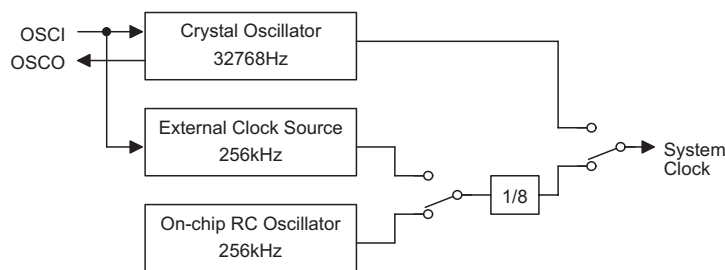 OSCI
OSCO
Crystal Oscillator
32768Hz
External Clock Source
256kHz
On-chip RC Oscillator
256kHz
1/8
System
Clock